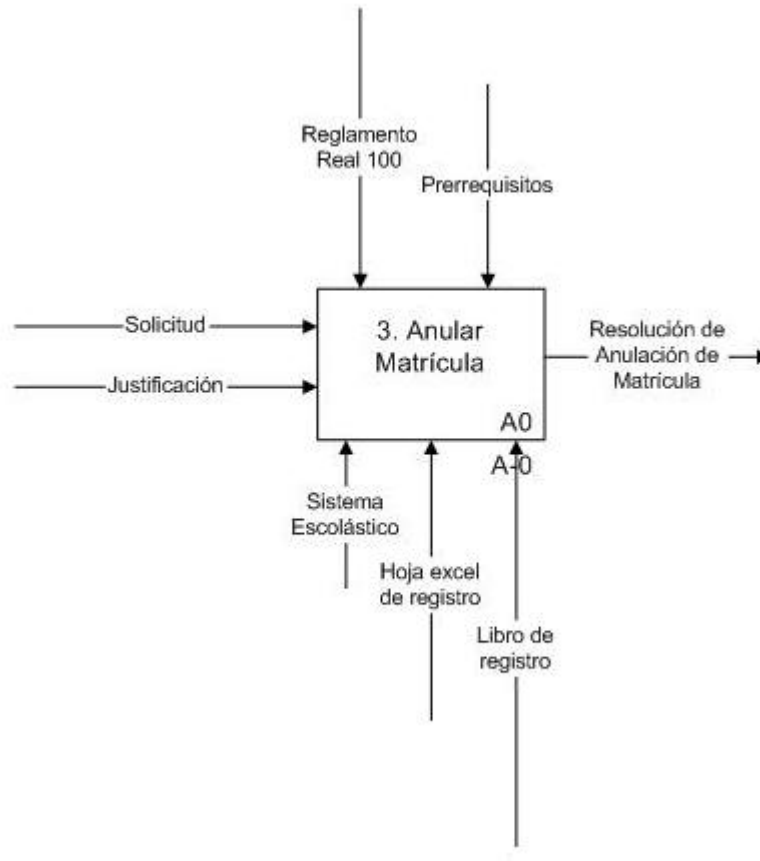 Reglamento
Real 100
Prerrequisitos
Solicitud
Justificación
3. Anular
Matrícula
A0
A-0
Resolución de
Anulación de
Matrícula
Sistema
Escolástico
Hoja excel
de registro
Libro de
registro